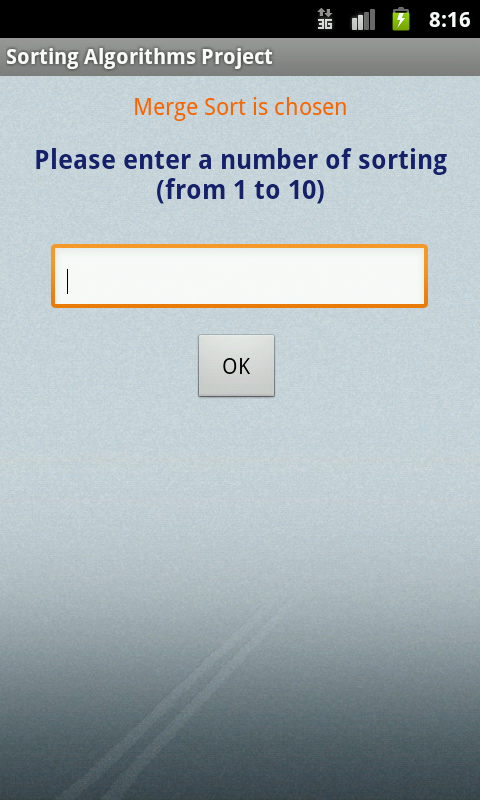 3G 8:16
Sorting Algorithms Project
Merge Sort is chosen
Please enter a number of sorting
(from 1 to 10)
OK